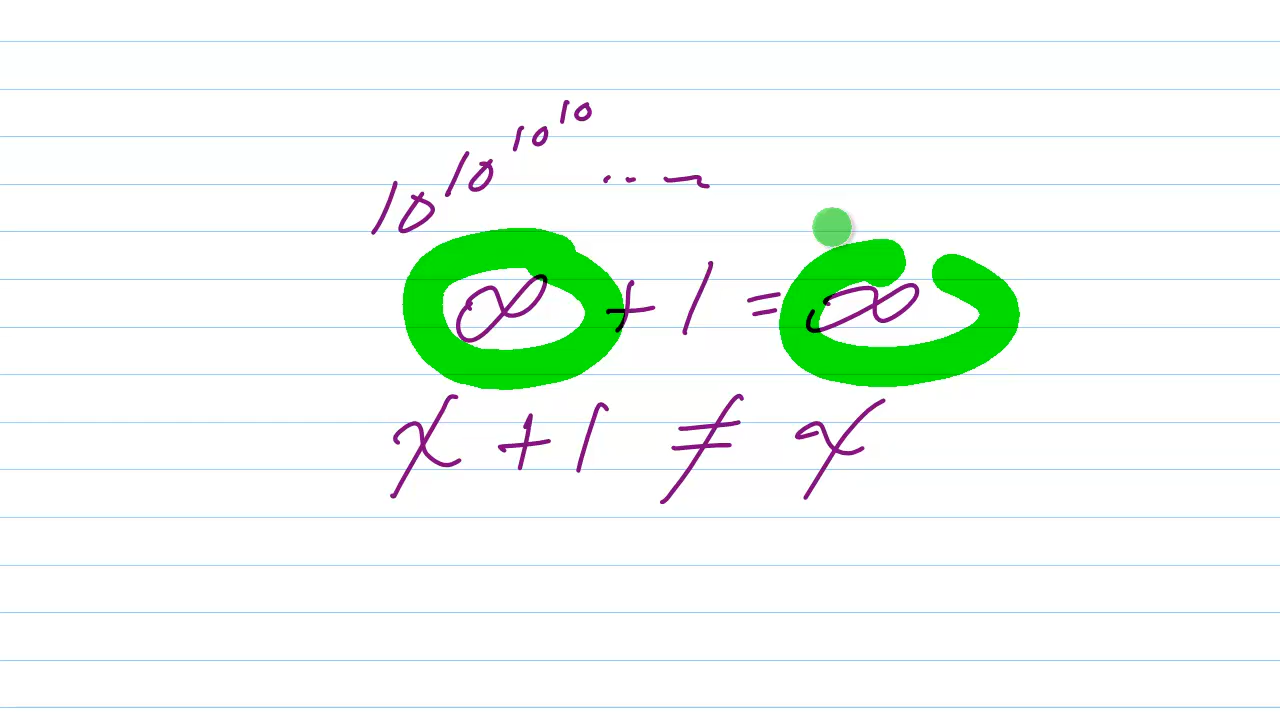 10^10^10^10 ..~
∞ + 1 = ∞
x + 1 ≠ x